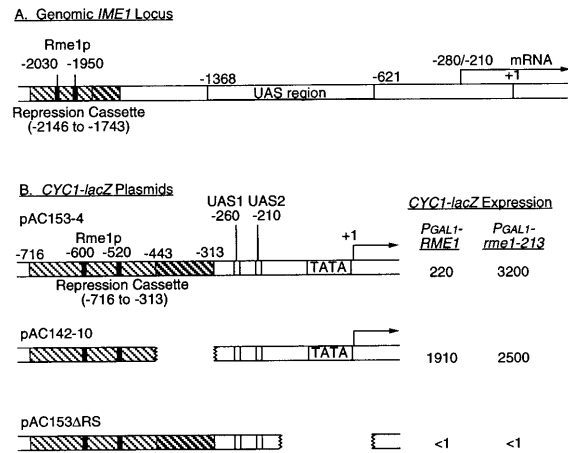 A. Genomic IME1 Locus
Rme1p
-2030 -1950
-1368
-621
-280/-210 mRNA
+1
UAS region
Repression Cassette
(-2146 to -1743)
B. CYC1-lacZ Plasmids
UAS1 UAS2
-260 -210
CYC1-lacZ Expression
pAC153-4
PGAL1-RME1
PGAL1-rme1-213
Rme1p
-716 -600 -520 -443 -313
+1
TATA
220 3200
Repression Cassette
(-716 to -313)
pAC142-10
TATA
1910 2500
pAC153ΔRS
<1 <1